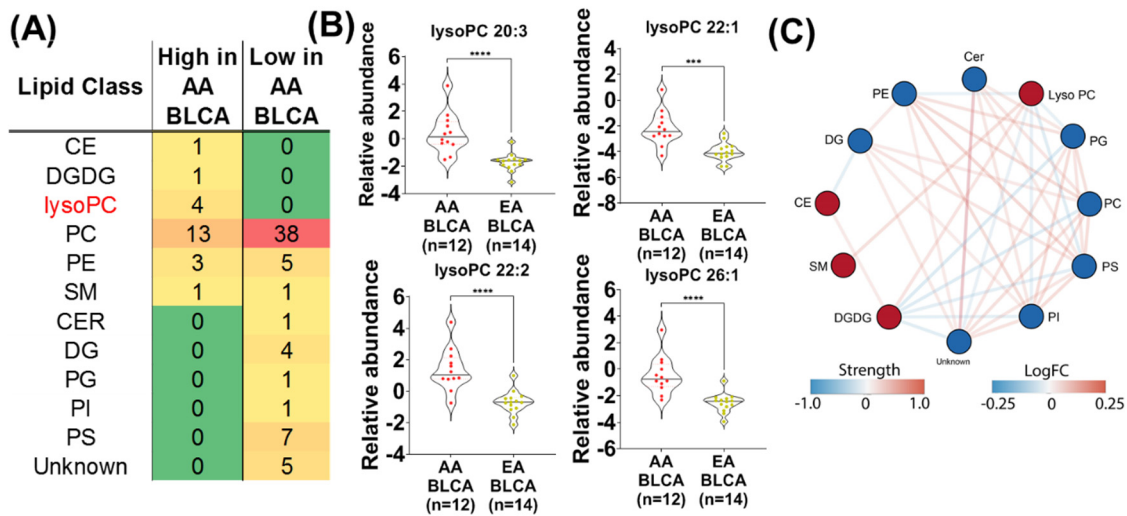 (A)
Lipid Class High in AA BLCA Low in AA BLCA
CE 1 0
DGDG 1 0
lysoPC 4 0
PC 13 38
PE 3 5
SM 1 1
CER 0 1
DG 0 4
PG 0 1
PI 0 1
PS 0 7
Unknown 0 5
(B)
lysoPC 20:3
Relative abundance
6
4
2
0
-2
-4
****
AA EA
BLCA BLCA
(n=12) (n=14)
lysoPC 22:1
Relative abundance
4
2
0
-2
-4
-6
-8
***
AA EA
BLCA BLCA
(n=12) (n=14)
lysoPC 22:2
Relative abundance
6
4
2
0
-2
-4
****
AA EA
BLCA BLCA
(n=12) (n=14)
lysoPC 26:1
Relative abundance
6
4
2
0
-2
-4
-6
****
AA EA
BLCA BLCA
(n=12) (n=14)
(C)
Cer
Lyso PC
PG
PC
PS
PI
Unknown
DGDG
SM
CE
DG
PE
Strength
-1.0 0 1.0
LogFC
-0.25 0 0.25